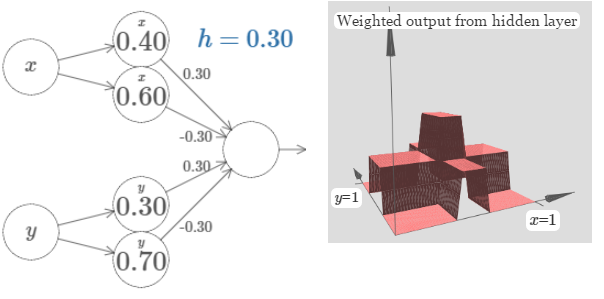 x
0.40
h = 0.30
x
x
0.60
0.30
-0.30
y
0.30
0.30
y
y
0.70
-0.30
Weighted output from hidden layer
y=1
x=1